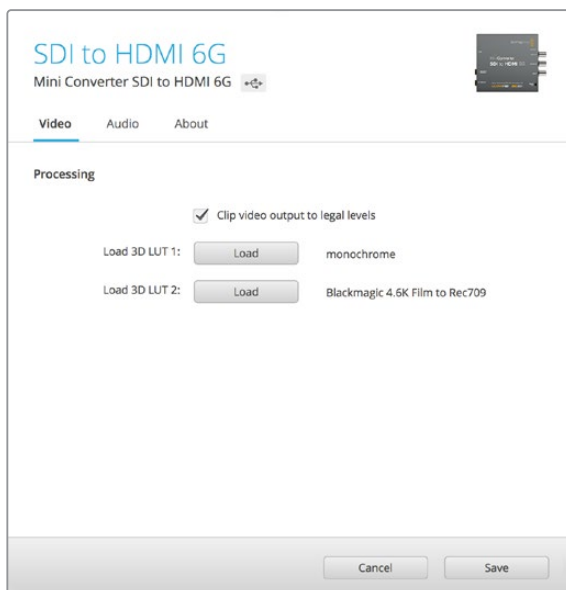 SDI to HDMI 6G
Mini Converter SDI to HDMI 6G
Video Audio About
Processing
Clip video output to legal levels
Load 3D LUT 1: Load monochrome
Load 3D LUT 2: Load Blackmagic 4.6K Film to Rec709
Cancel Save